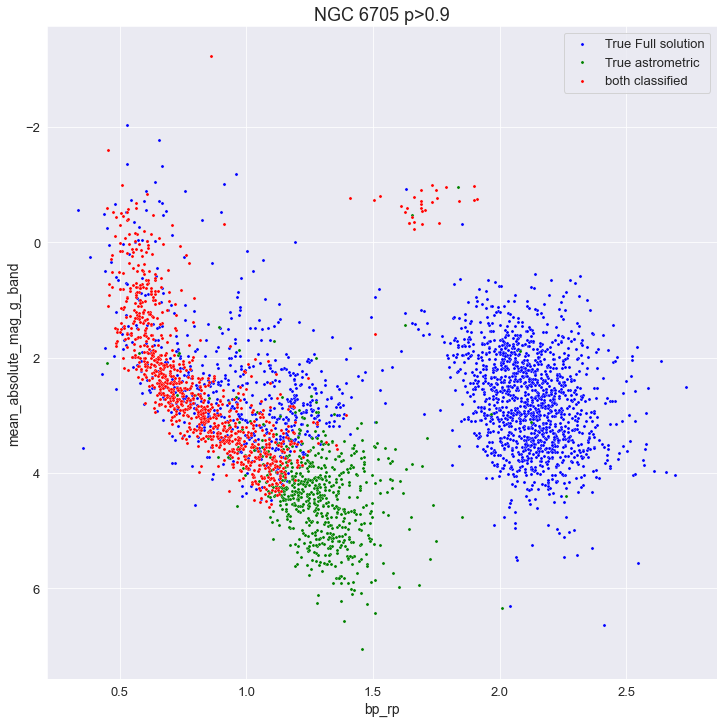 NGC 6705 p>0.9
True Full solution
True astrometric
both classified
−2
0
2
4
6
mean_absolute_mag_g_band
0.5 1.0 1.5 2.0 2.5
bp_rp